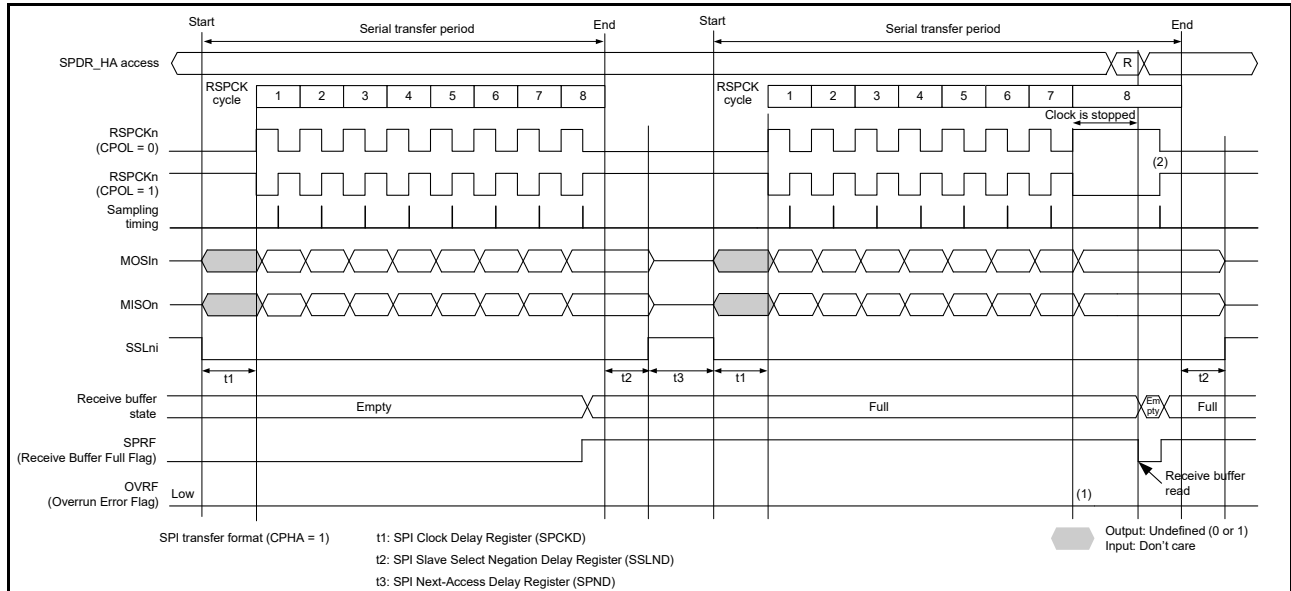 Start
End
Start
End
Serial transfer period
Serial transfer period
SPDR_HA access
R
RSPCK
cycle
1 2 3 4 5 6 7 8
RSPCK
cycle
1 2 3 4 5 6 7 8
Clock is stopped
RSPCKn
(CPOL = 0)
(2)
RSPCKn
(CPOL = 1)
Sampling
timing
MOSIn
MISOn
SSLni
t1
t2
t3
t1
t2
Receive buffer
state
Empty
Full
Em
pty
Full
SPRF
(Receive Buffer Full Flag)
Receive buffer
read
OVRF
(Overrun Error Flag)
Low
(1)
SPI transfer format (CPHA = 1)
t1: SPI Clock Delay Register (SPCKD)
t2: SPI Slave Select Negation Delay Register (SSLND)
t3: SPI Next-Access Delay Register (SPND)
Output: Undefined (0 or 1)
Input: Don't care